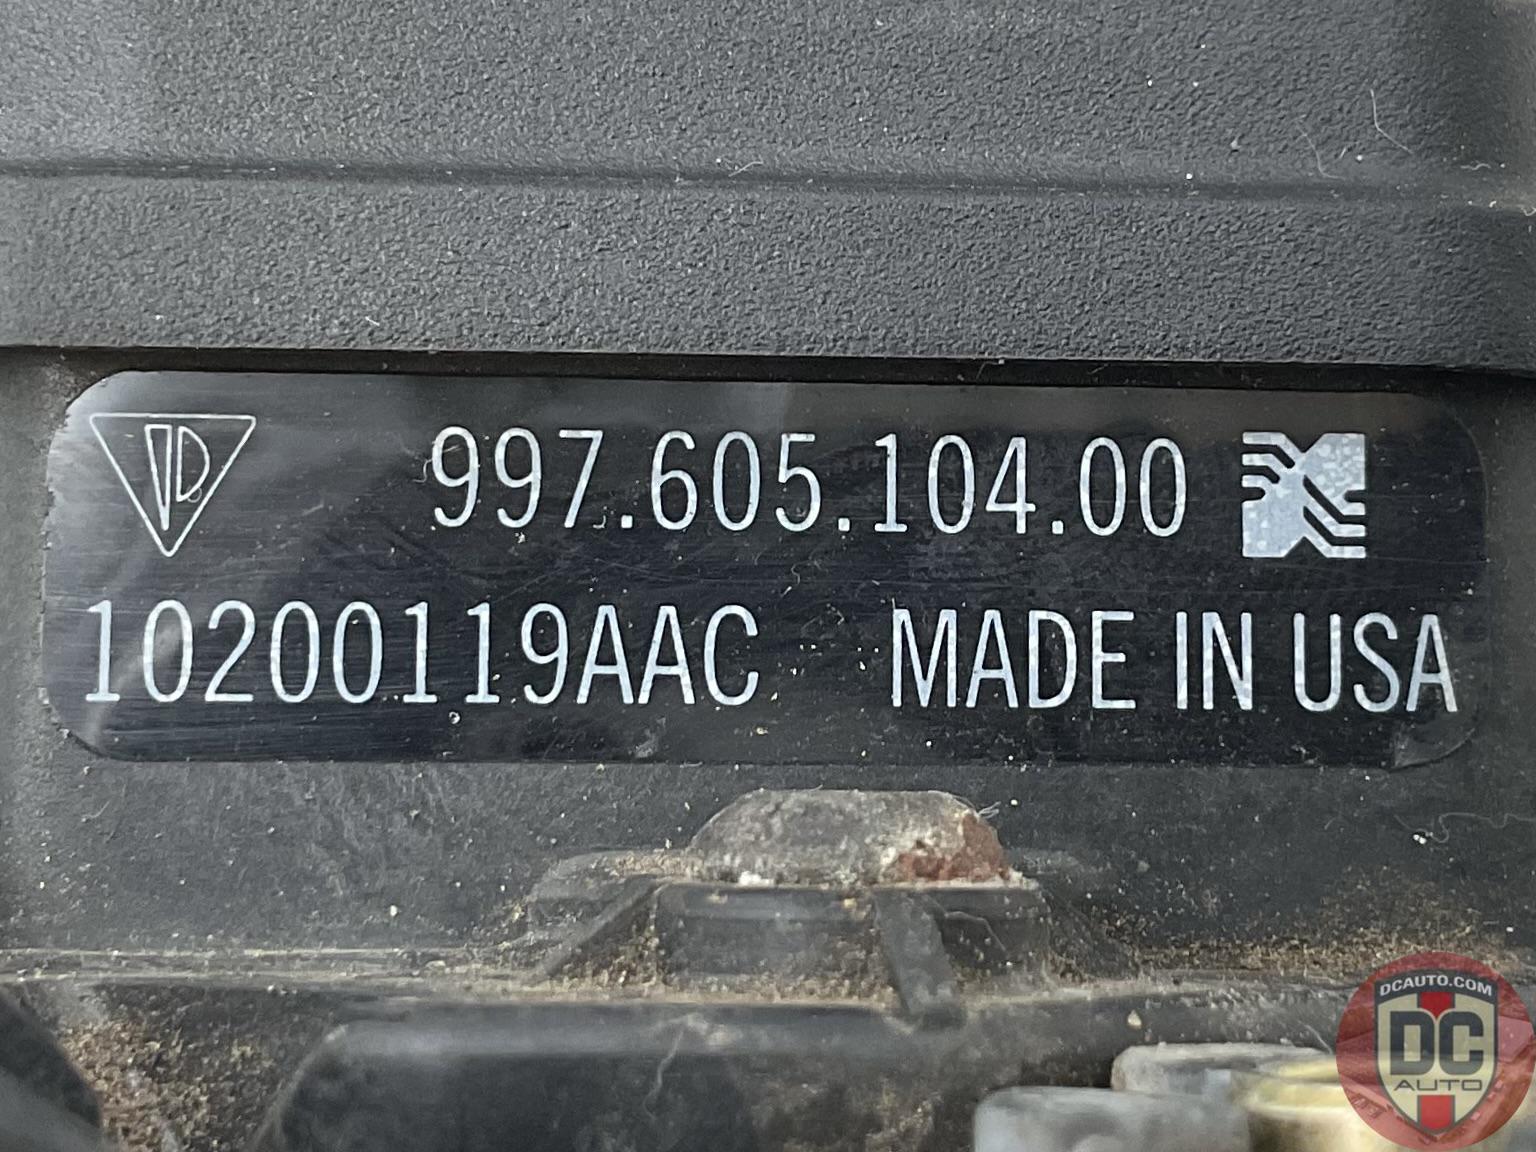 997.605.104.00
10200119AAC MADE IN USA
DCAUTO.COM
DC
AUTO